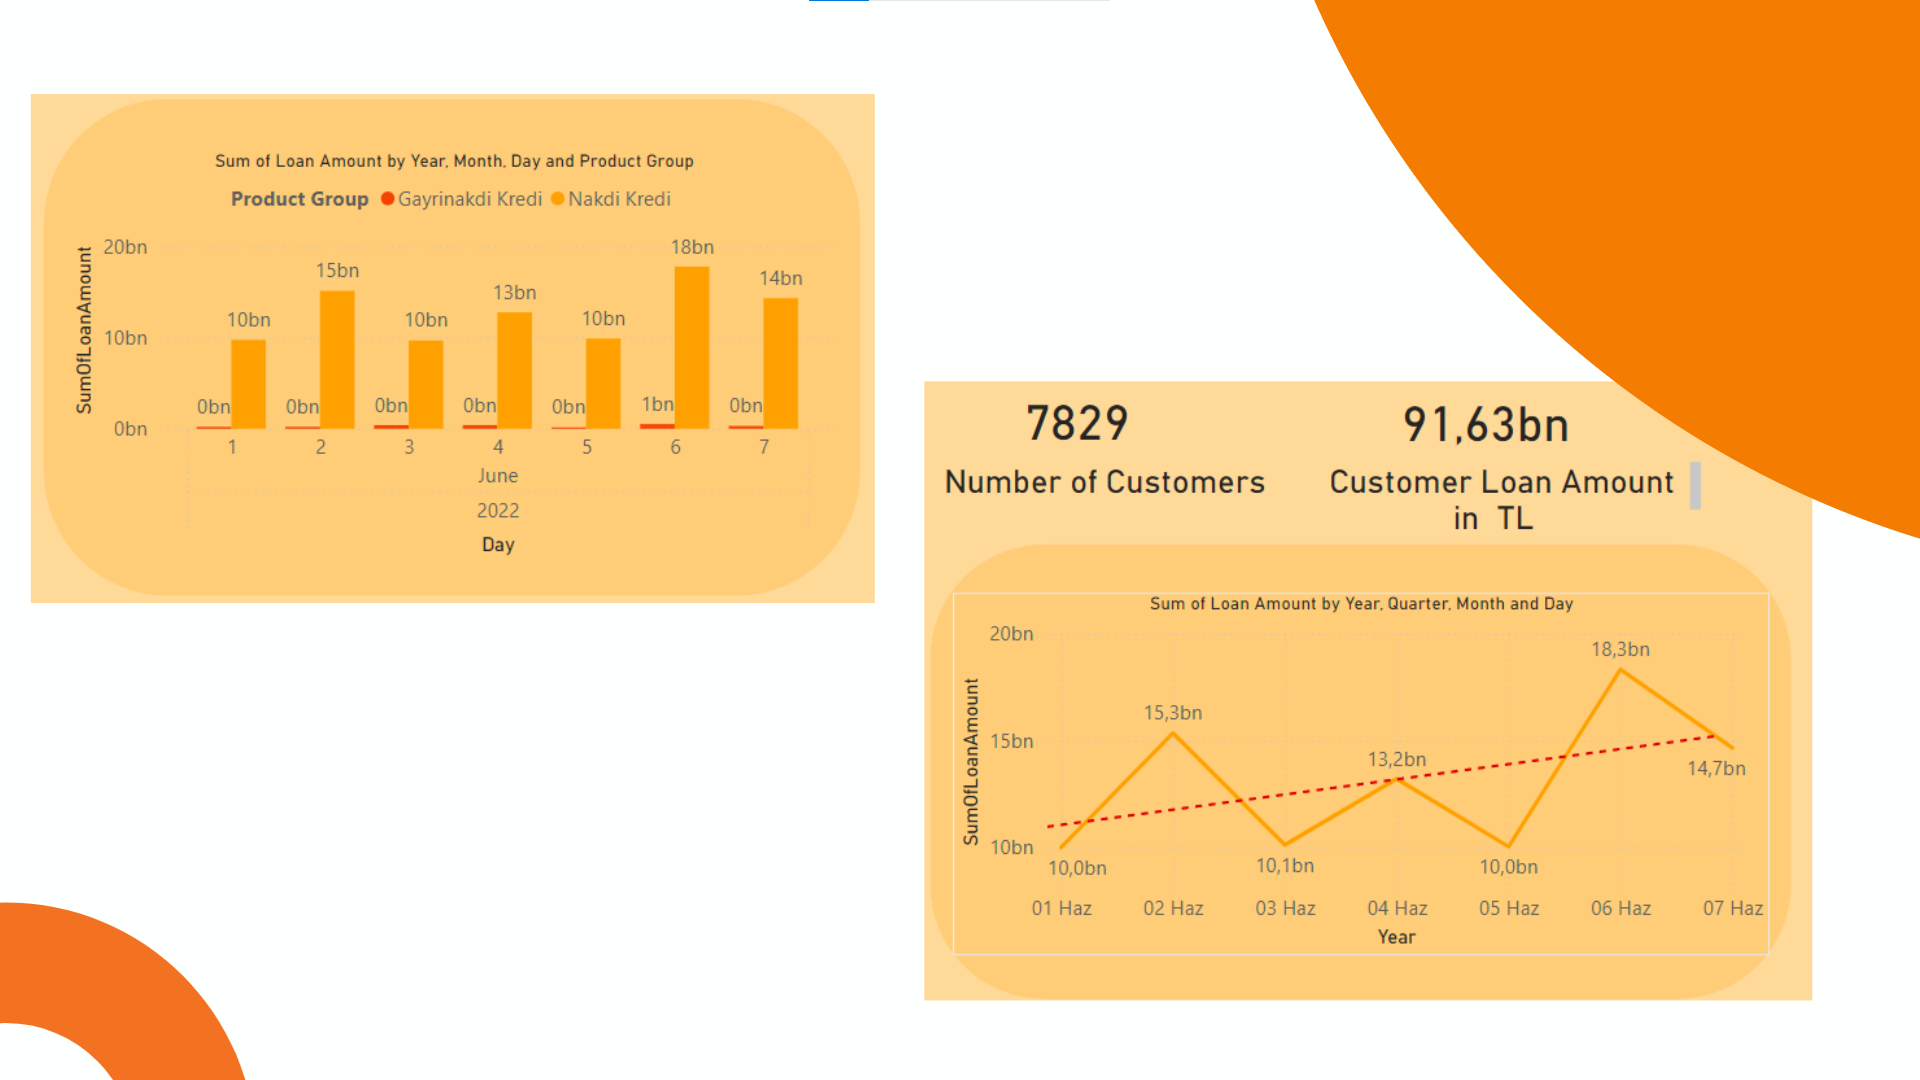 Sum of Loan Amount by Year, Month, Day and Product Group
Product Group Gayrinakdi Kredi Nakdi Kredi
SumOfLoanAmount
20bn
10bn
0bn
0bn 10bn 0bn 15bn 0bn 10bn 0bn 13bn 0bn 10bn 1bn 18bn 0bn 14bn
1 2 3 4 5 6 7
June
2022
Day
7829
Number of Customers
91,63bn
Customer Loan Amount
in TL
Sum of Loan Amount by Year, Quarter, Month and Day
SumOfLoanAmount
20bn
15bn
10bn
10,0bn 15,3bn 10,1bn 13,2bn 10,0bn 18,3bn 14,7bn
01 Haz 02 Haz 03 Haz 04 Haz 05 Haz 06 Haz 07 Haz
Year